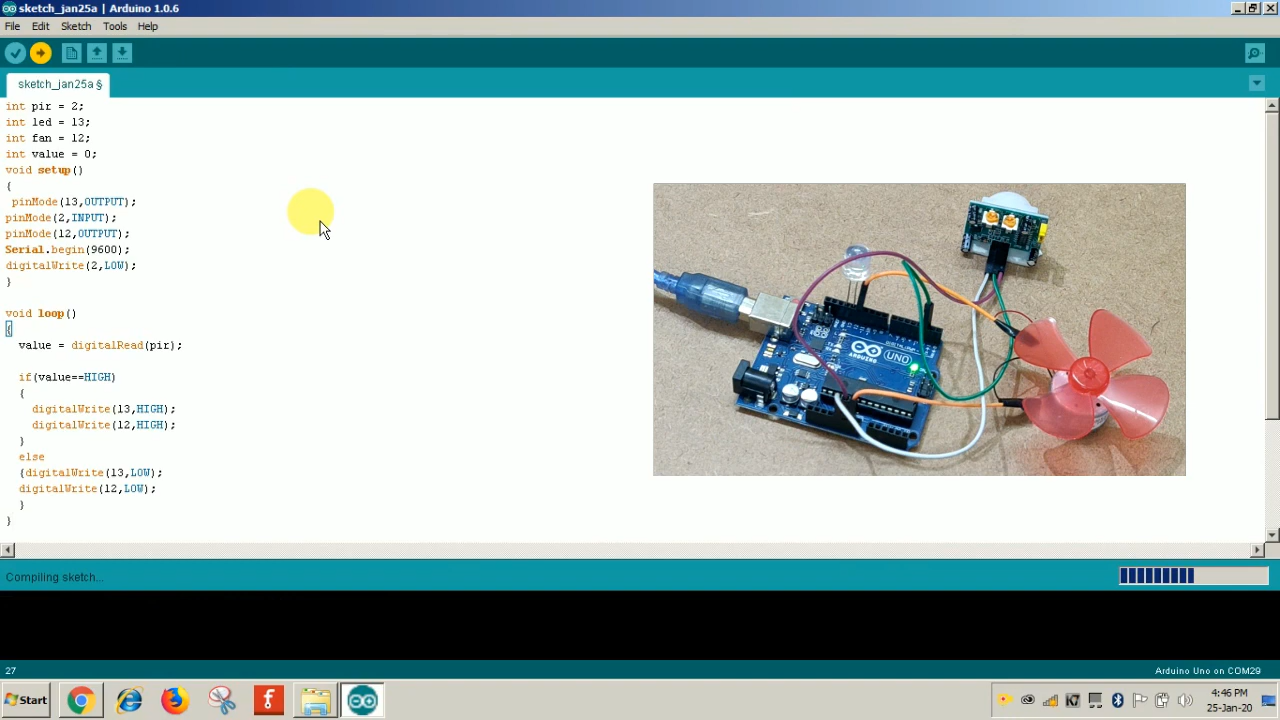 sketch_jan25a | Arduino 1.0.6
File Edit Sketch Tools Help
sketch_jan25a §
int pir = 2;
int led = 13;
int fan = 12;
int value = 0;
void setup()
{
pinMode(13,OUTPUT);
pinMode(2,INPUT);
pinMode(12,OUTPUT);
Serial.begin(9600);
digitalWrite(2,LOW);
}
void loop()
{
value = digitalRead(pir);
if(value==HIGH)
{
digitalWrite(13,HIGH);
digitalWrite(12,HIGH);
}
else
{digitalWrite(13,LOW);
digitalWrite(12,LOW);
}
}
UNO
ARDUINO
Compiling sketch...
27
Arduino Uno on COM29
Start
4:46 PM
25-Jan-20